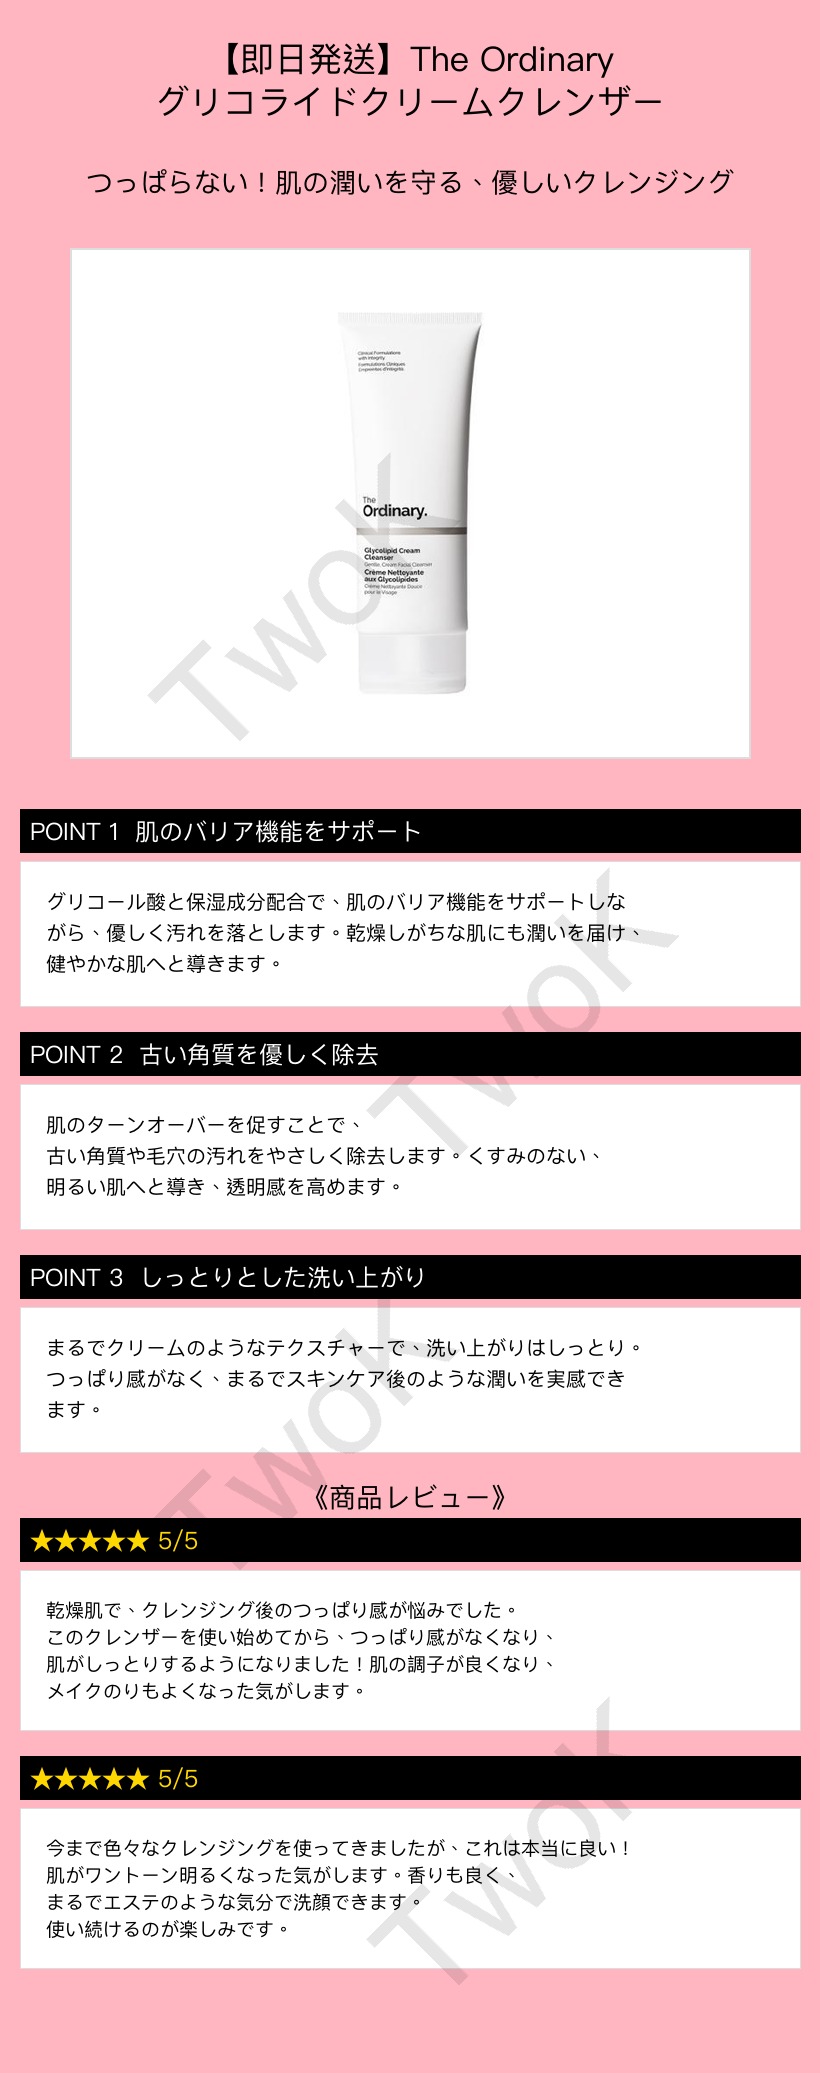 【即日発送】The Ordinary
グリコライドクリームクレンザー
つっぱらない！肌の潤いを守る、優しいクレンジング
Clinical Formulations
with Integrity
Formulations Cliniques
Empreintes d'Intégrité
The
Ordinary.
Glycolipid Cream
Cleanser
Gentle Cream Facial Cleanser
Crème Nettoyante
aux Glycolipides
Crème Nettoyante Douce
pour le Visage
TwoK
POINT 1 肌のバリア機能をサポート
グリコール酸と保湿成分配合で、肌のバリア機能をサポートしな
がら、優しく汚れを落とします。乾燥しがちな肌にも潤いを届け、
健やかな肌へと導きます。
TwoK
POINT 2 古い角質を優しく除去
肌のターンオーバーを促すことで、
古い角質や毛穴の汚れをやさしく除去します。くすみのない、
明るい肌へと導き、透明感を高めます。
POINT 3 しっとりとした洗い上がり
まるでクリームのようなテクスチャーで、洗い上がりはしっとり。
つっぱり感がなく、まるでスキンケア後のような潤いを実感でき
ます。
TwoK
《商品レビュー》
★★★★★ 5/5
乾燥肌で、クレンジング後のつっぱり感が悩みでした。
このクレンザーを使い始めてから、つっぱり感がなくなり、
肌がしっとりするようになりました！肌の調子が良くなり、
メイクのりもよくなった気がします。
★★★★★ 5/5
今まで色々なクレンジングを使ってきましたが、これは本当に良い！
肌がワントーン明るくなった気がします。香りも良く、
まるでエステのような気分で洗顔できます。
使い続けるのが楽しみです。
TwoK